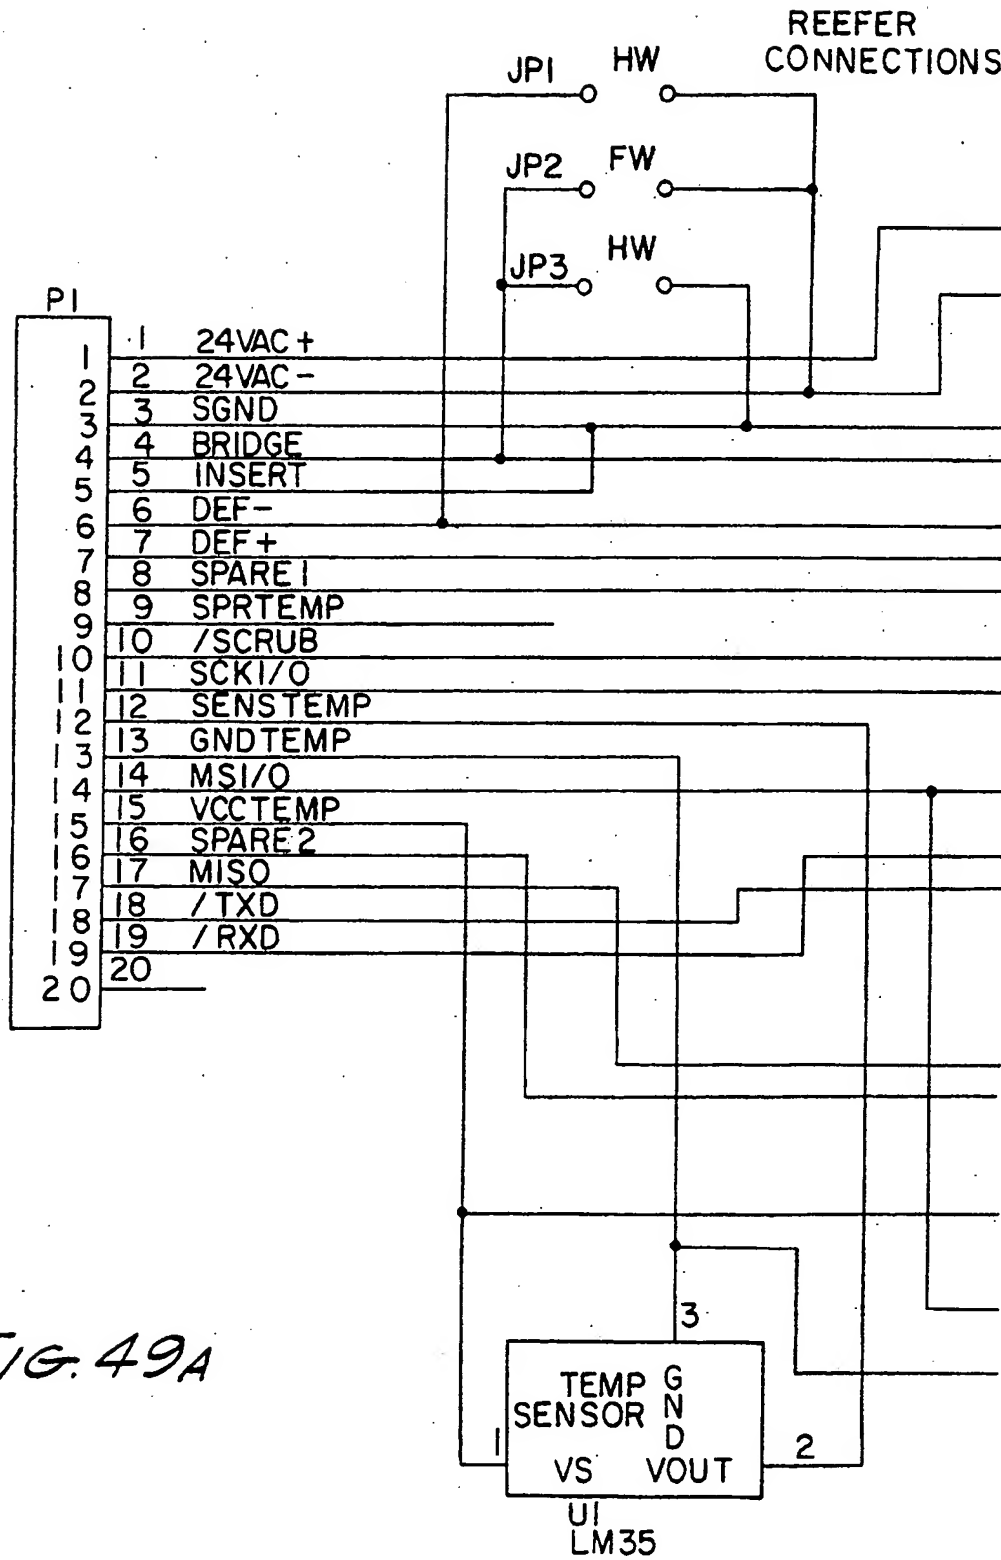 REEFER
CONNECTIONS
JP1 HW
JP2 FW
JP3 HW
P1
1 1 24VAC+
2 2 24VAC-
3 3 SGND
4 4 BRIDGE
5 5 INSERT
6 6 DEF-
7 7 DEF+
8 8 SPARE1
9 9 SPRTEMP
10 10 /SCRUB
11 11 SCKI/O
12 12 SENSTEMP
13 13 GNDTEMP
14 14 MSI/O
15 15 VCCTEMP
16 16 SPARE2
17 17 MISO
18 18 /TXD
19 19 /RXD
20 20
3
TEMP
SENSOR
GND
1 VS VOUT 2
U1
LM35
FIG. 49A